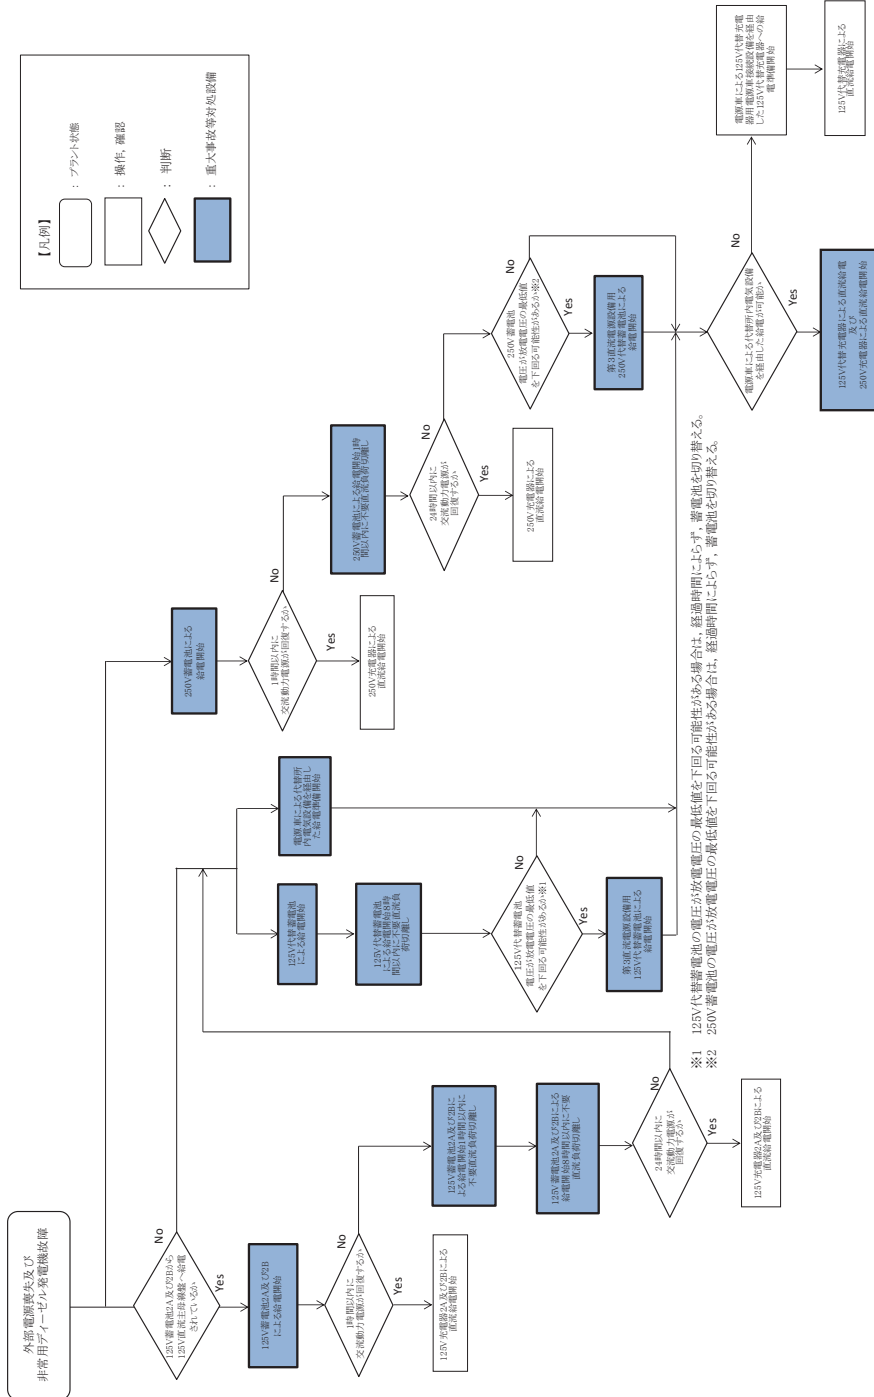 外部電源喪失及び
非常用ディーゼル発電機故障
125V蓄電池2A及び2Bから
125V直流主母線盤へ給電
されているか
No
Yes
125V蓄電池2A及び2B
による給電開始
1時間以内に
交流動力電源が回復するか
No
Yes
125V充電器2A及び2Bによる
直流給電開始
125V蓄電池2A及び2Bに
よる給電開始1時間以内に
不要直流負荷切離し
125V蓄電池2A及び2Bによる
給電開始8時間以内に不要
直流負荷切離し
24時間以内に
交流動力電源が
回復するか
No
Yes
125V充電器2A及び2Bによる
直流給電開始
125V代替蓄電池
による給電開始
125V代替蓄電池
による給電開始8時
間以内に不要直流負
荷切離し
125V代替蓄電池
電圧が放電電圧の最低値
を下回る可能性があるか※1
No
Yes
第3直流電源設備用
125V代替蓄電池による
給電開始
電源車による代替所
内電気設備を経由し
た給電準備開始
250V蓄電池による
給電開始
1時間以内に
交流動力電源が回復するか
No
Yes
250V充電器による
直流給電開始
250V蓄電池による給電開始1時
間以内に不要直流負荷切離し
24時間以内に
交流動力電源が
回復するか
No
Yes
250V充電器による
直流給電開始
250V蓄電池
電圧が放電電圧の最低値
を下回る可能性があるか※2
No
Yes
第3直流電源設備用
250V代替蓄電池による
給電開始
電源車による代替所内電気設備
を経由した給電が可能か
No
Yes
125V代替充電器による直流給電
及び
250V充電器による直流給電開始
電源車による125V代替充電
器用電源車接続設備を経由
した125V代替充電器への給
電準備開始
125V代替充電器による
直流給電開始
※1 125V代替蓄電池の電圧が放電電圧の最低値を下回る可能性がある場合は，経過時間によらず，蓄電池を切り替える。
※2 250V蓄電池の電圧が放電電圧の最低値を下回る可能性がある場合は，経過時間によらず，蓄電池を切り替える。
【凡例】
：プラント状態
：操作，確認
：判断
：重大事故等対処設備